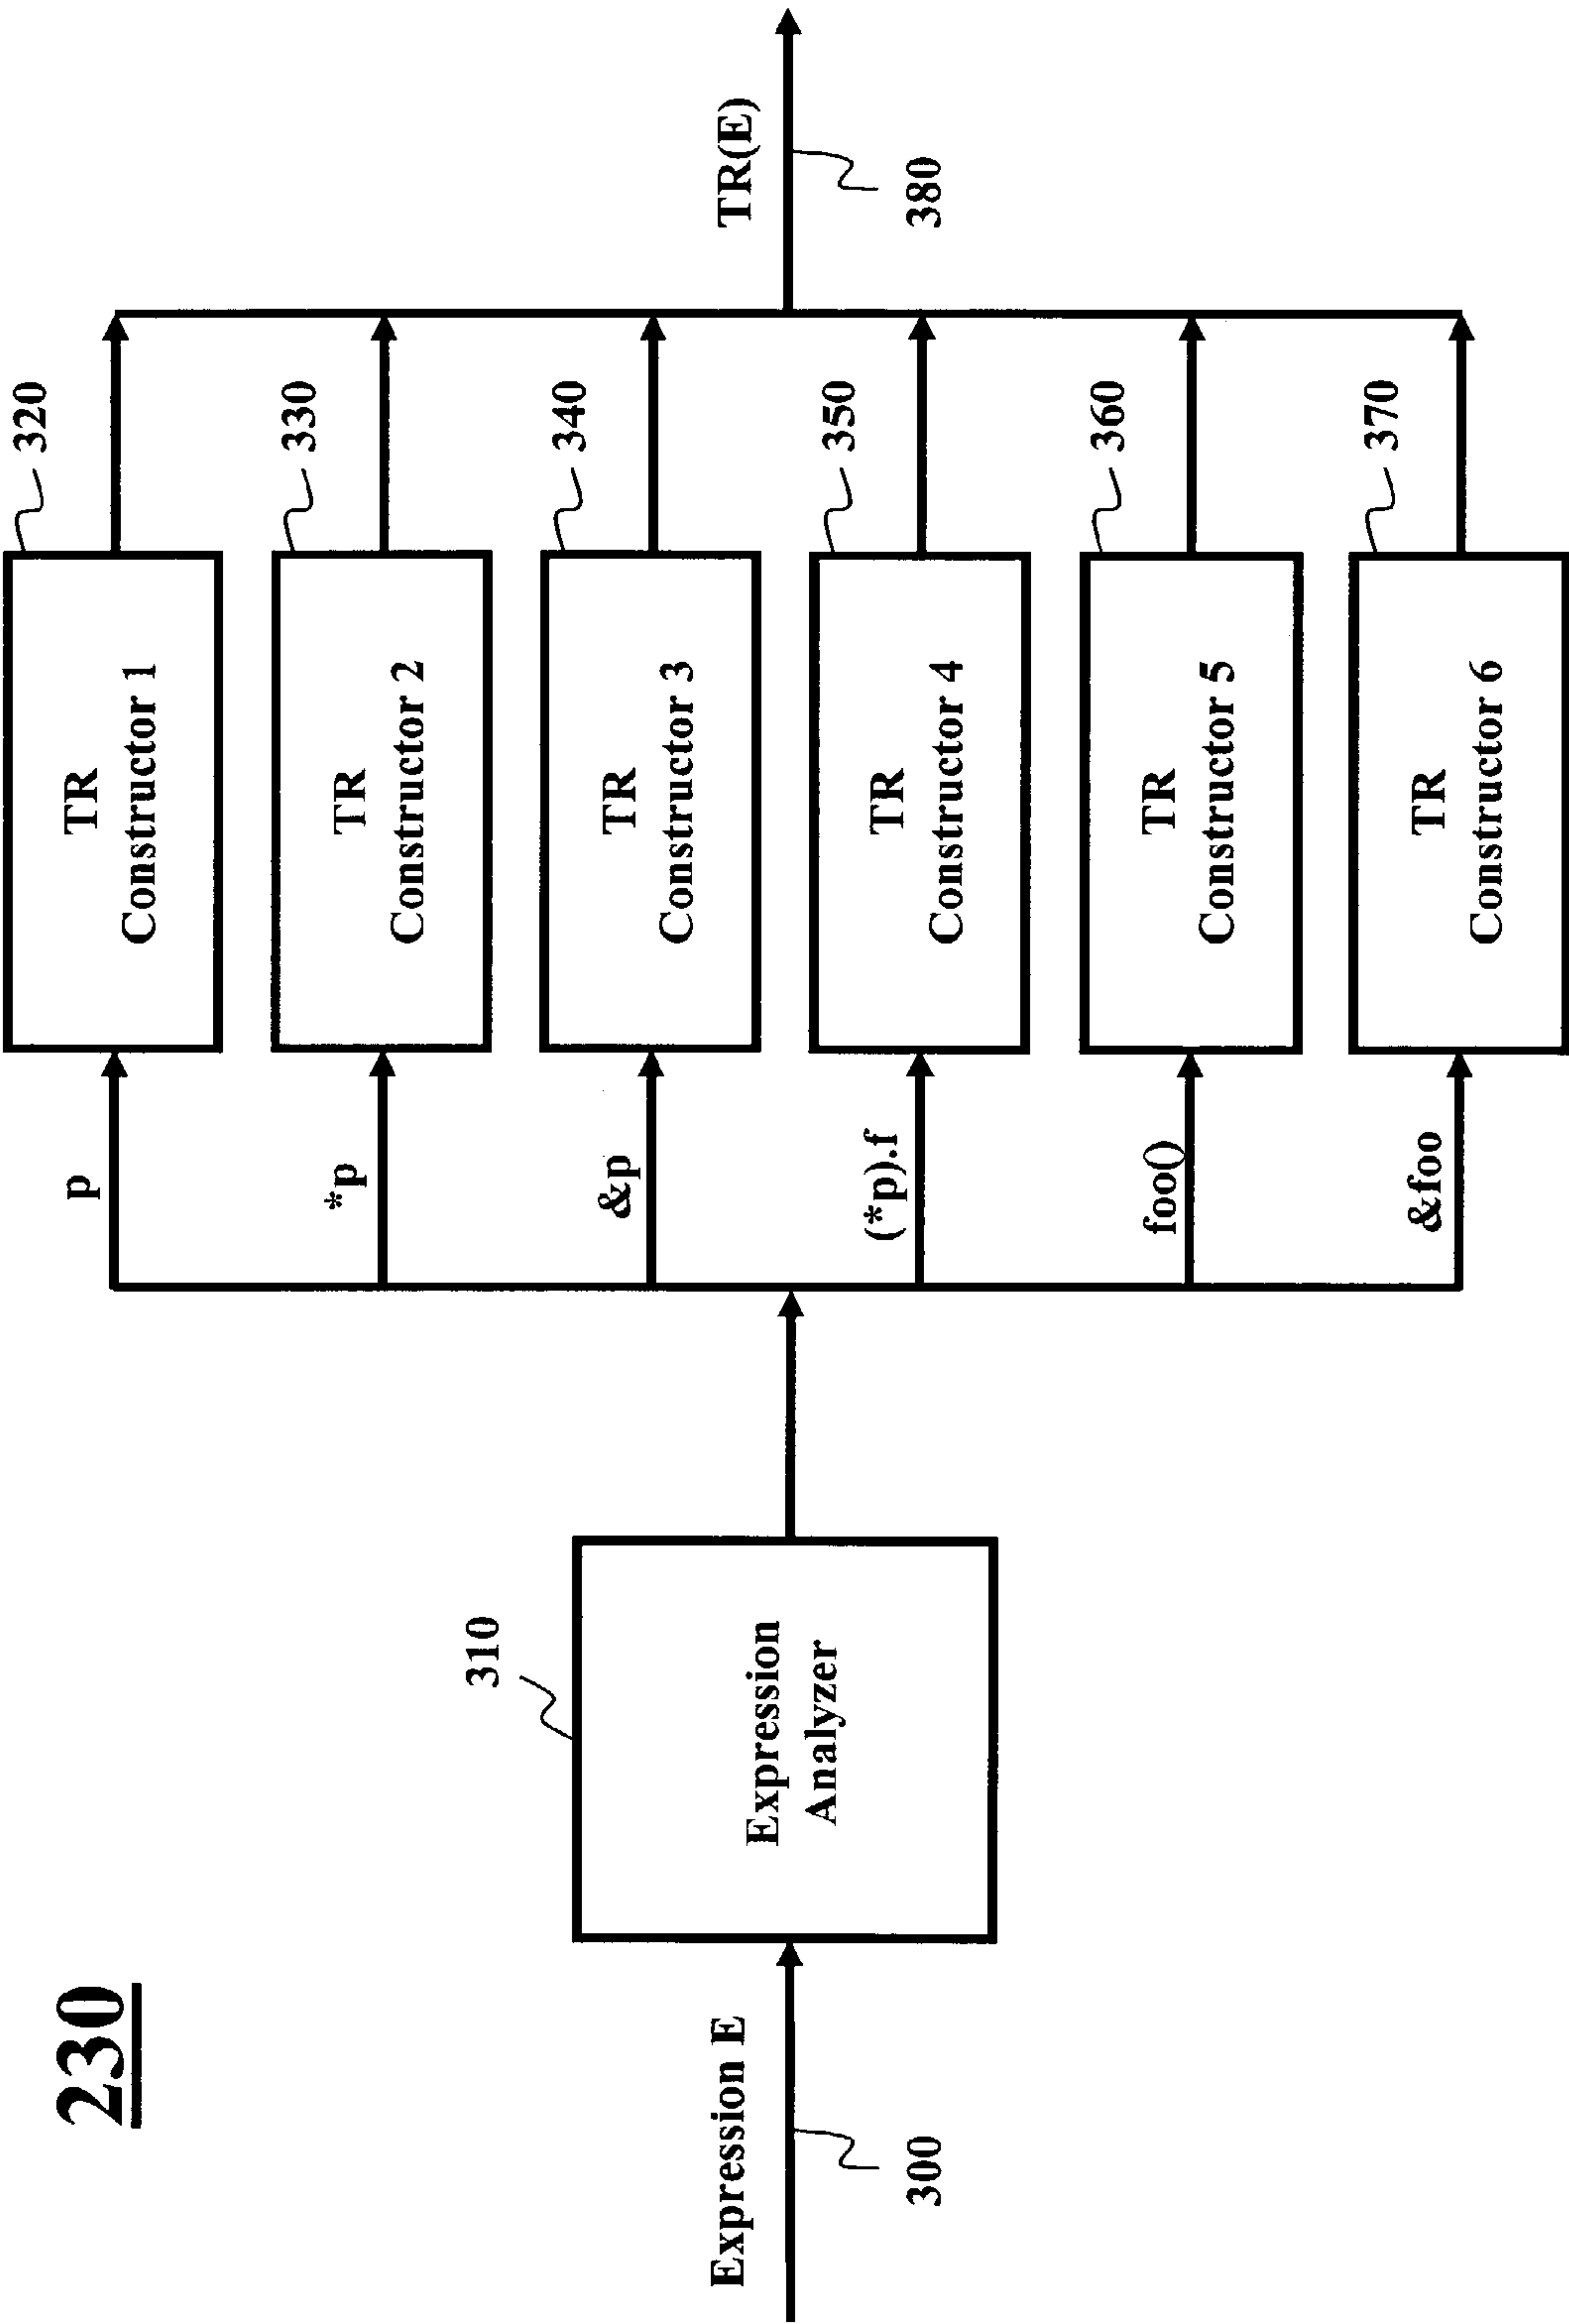 230
Expression E
300
310
Expression
Analyzer
p
TR
Constructor 1
320
*p
TR
Constructor 2
330
&p
TR
Constructor 3
340
(*p).f
TR
Constructor 4
350
foo()
TR
Constructor 5
360
&foo
TR
Constructor 6
370
TR(E)
380